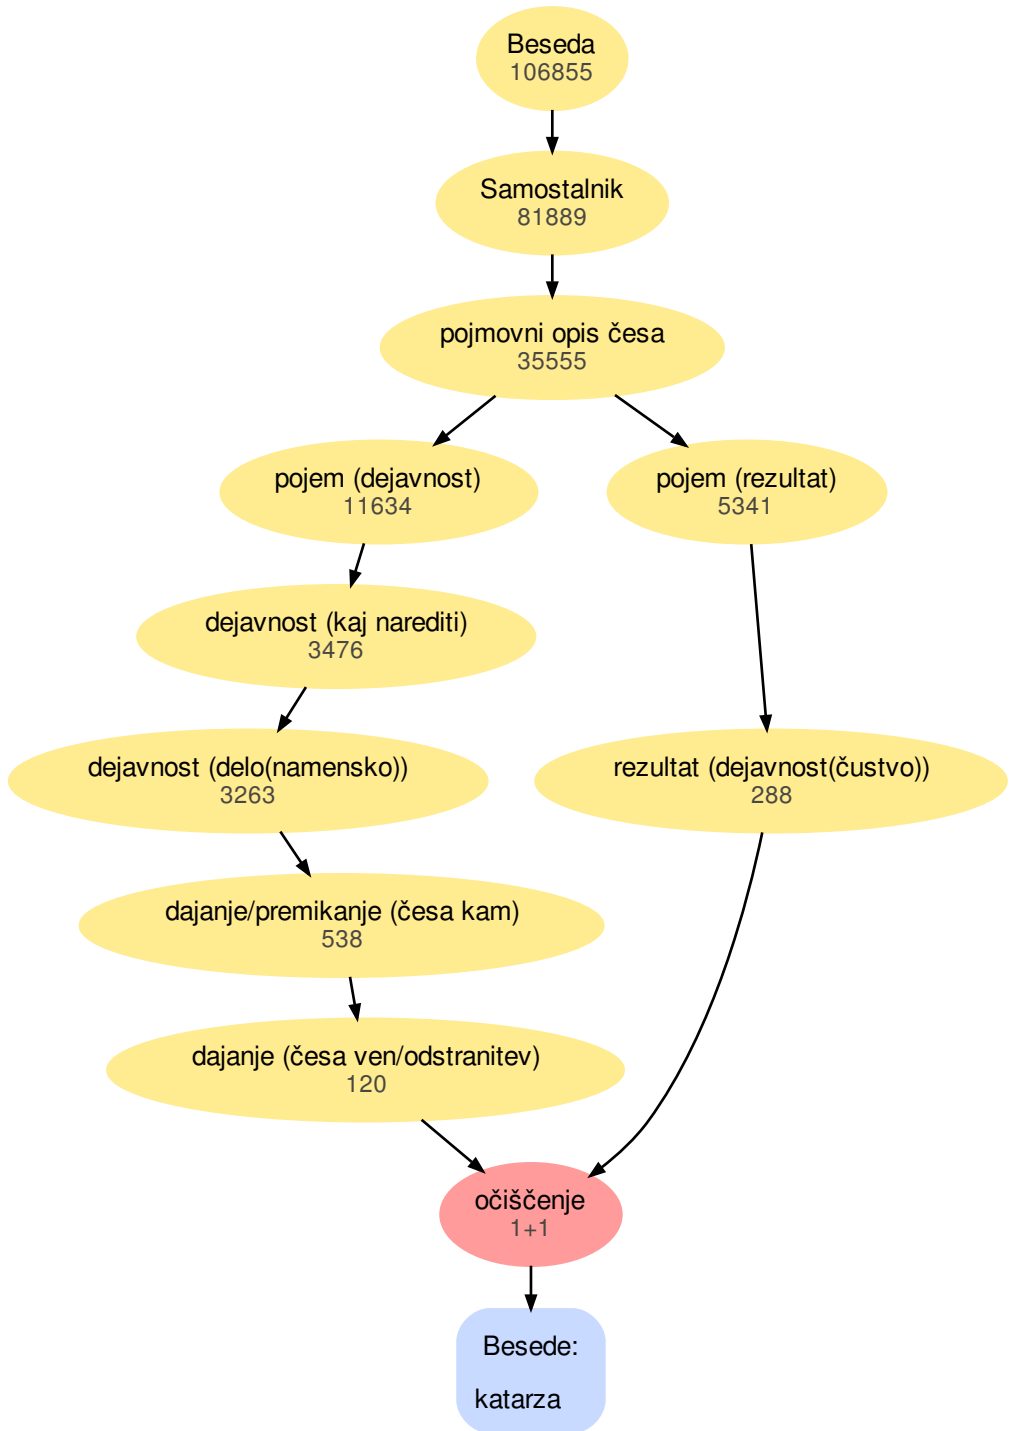 Beseda
106855
Samostalnik
81889
pojmovni opis česa
35555
pojem (dejavnost)
11634
pojem (rezultat)
5341
dejavnost (kaj narediti)
3476
dejavnost (delo(namensko))
3263
rezultat (dejavnost(čustvo))
288
dajanje/premikanje (česa kam)
538
dajanje (česa ven/odstranitev)
120
očiščenje
1+1
Besede:
katarza